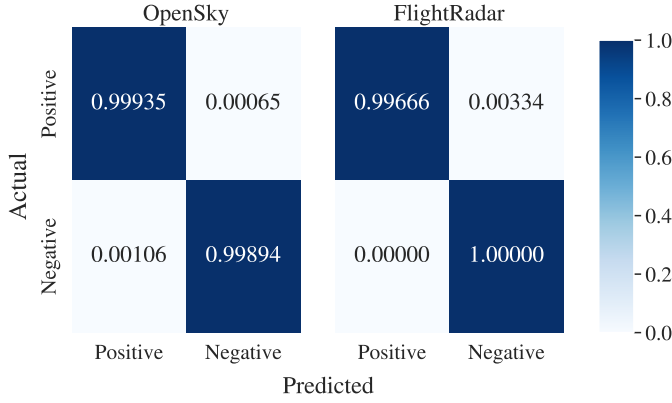 OpenSky FlightRadar
Actual
Positive
0.99935 0.00065 0.99666 0.00334
Negative
0.00106 0.99894 0.00000 1.00000
Positive Negative Positive Negative
Predicted
1.0
0.8
0.6
0.4
0.2
0.0